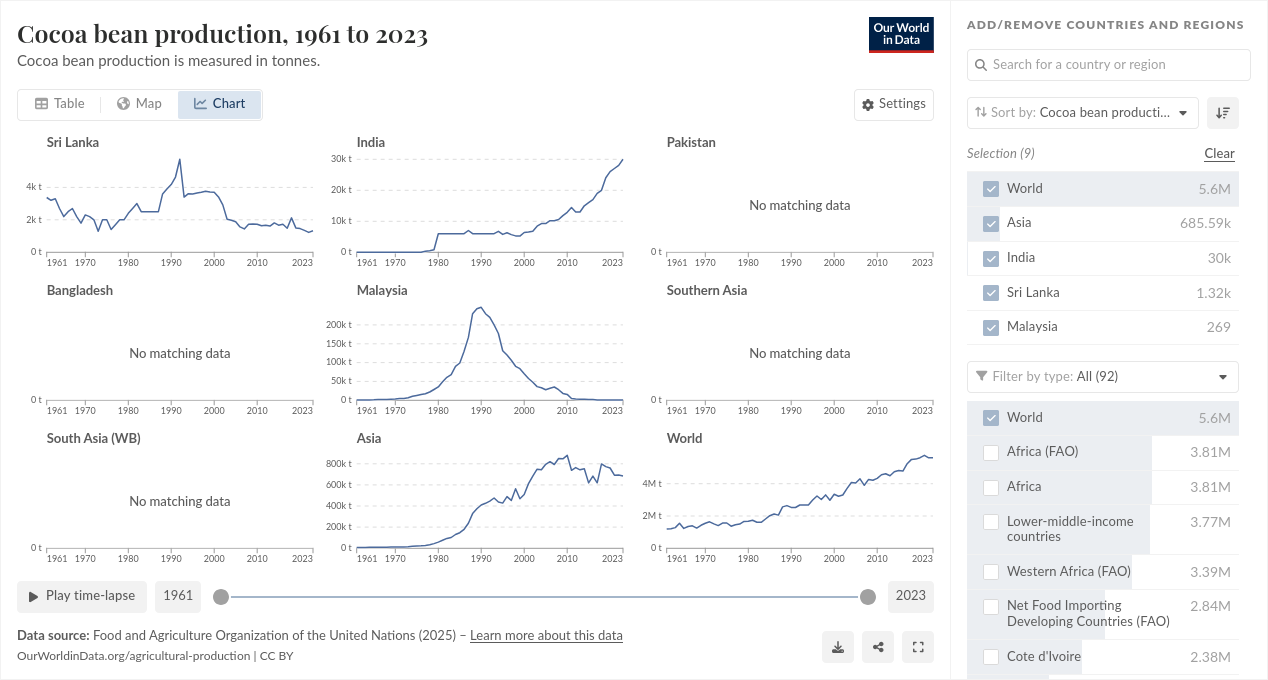 Cocoa bean production, 1961 to 2023
Cocoa bean production is measured in tonnes.
Our World
in Data
Table
Map
Chart
Settings
Sri Lanka
4k t
2k t
0 t
1961 1970 1980 1990 2000 2010 2023
India
30k t
20k t
10k t
0 t
1961 1970 1980 1990 2000 2010 2023
Pakistan
No matching data
0 t
1961 1970 1980 1990 2000 2010 2023
Bangladesh
No matching data
0 t
1961 1970 1980 1990 2000 2010 2023
Malaysia
200k t
150k t
100k t
50k t
0 t
1961 1970 1980 1990 2000 2010 2023
Southern Asia
No matching data
0 t
1961 1970 1980 1990 2000 2010 2023
South Asia (WB)
No matching data
0 t
1961 1970 1980 1990 2000 2010 2023
Asia
800k t
600k t
400k t
200k t
0 t
1961 1970 1980 1990 2000 2010 2023
World
4M t
2M t
0 t
1961 1970 1980 1990 2000 2010 2023
Play time-lapse
1961
2023
Data source: Food and Agriculture Organization of the United Nations (2025) – Learn more about this data
OurWorldinData.org/agricultural-production | CC BY
ADD/REMOVE COUNTRIES AND REGIONS
Search for a country or region
Sort by: Cocoa bean producti...
Selection (9)
Clear
World 5.6M
Asia 685.59k
India 30k
Sri Lanka 1.32k
Malaysia 269
Filter by type: All (92)
World 5.6M
Africa (FAO) 3.81M
Africa 3.81M
Lower-middle-income 3.77M
countries
Western Africa (FAO) 3.39M
Net Food Importing 2.84M
Developing Countries (FAO)
Cote d'Ivoire 2.38M